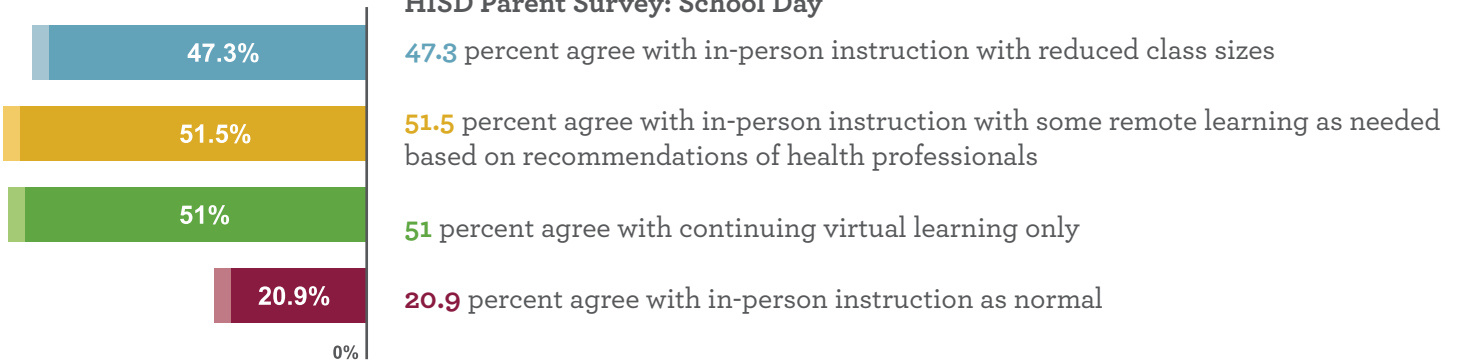 HISD Parent Survey: School Day
47.3%
47.3 percent agree with in-person instruction with reduced class sizes
51.5%
51.5 percent agree with in-person instruction with some remote learning as needed
based on recommendations of health professionals
51%
51 percent agree with continuing virtual learning only
20.9%
20.9 percent agree with in-person instruction as normal
0%